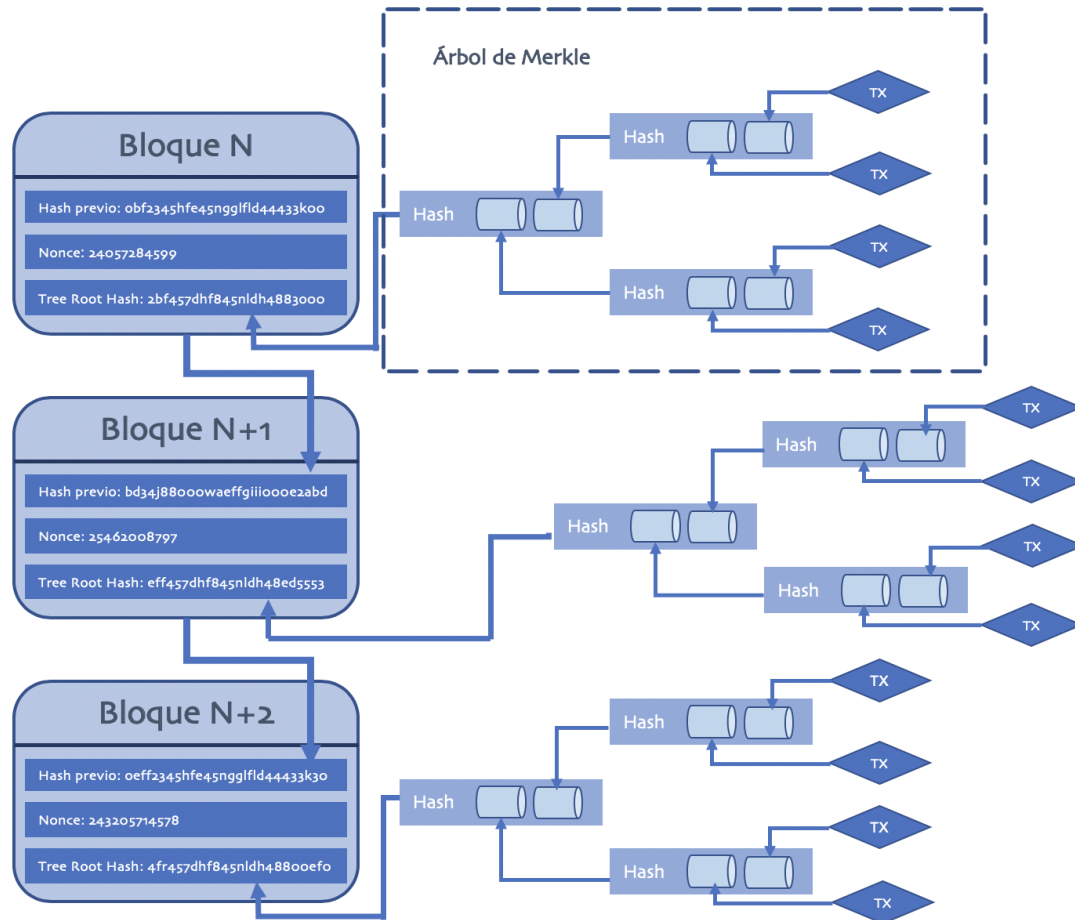 Árbol de Merkle
Bloque N
Hash previo: 0bf2345hfe45ngglfld44433k00
Nonce: 24057284599
Tree Root Hash: 2bf457dhf845nldh4883000
Hash
Hash
Hash
TX
TX
TX
TX
Bloque N+1
Hash previo: bd34j88000waeffgiii000e2abd
Nonce: 25462008797
Tree Root Hash: eff457dhf845nldh48ed5553
Hash
Hash
Hash
TX
TX
TX
TX
Bloque N+2
Hash previo: 0eff2345hfe45ngglfld44433k30
Nonce: 243205714578
Tree Root Hash: 4fr457dhf845nldh48800ef0
Hash
Hash
Hash
TX
TX
TX
TX